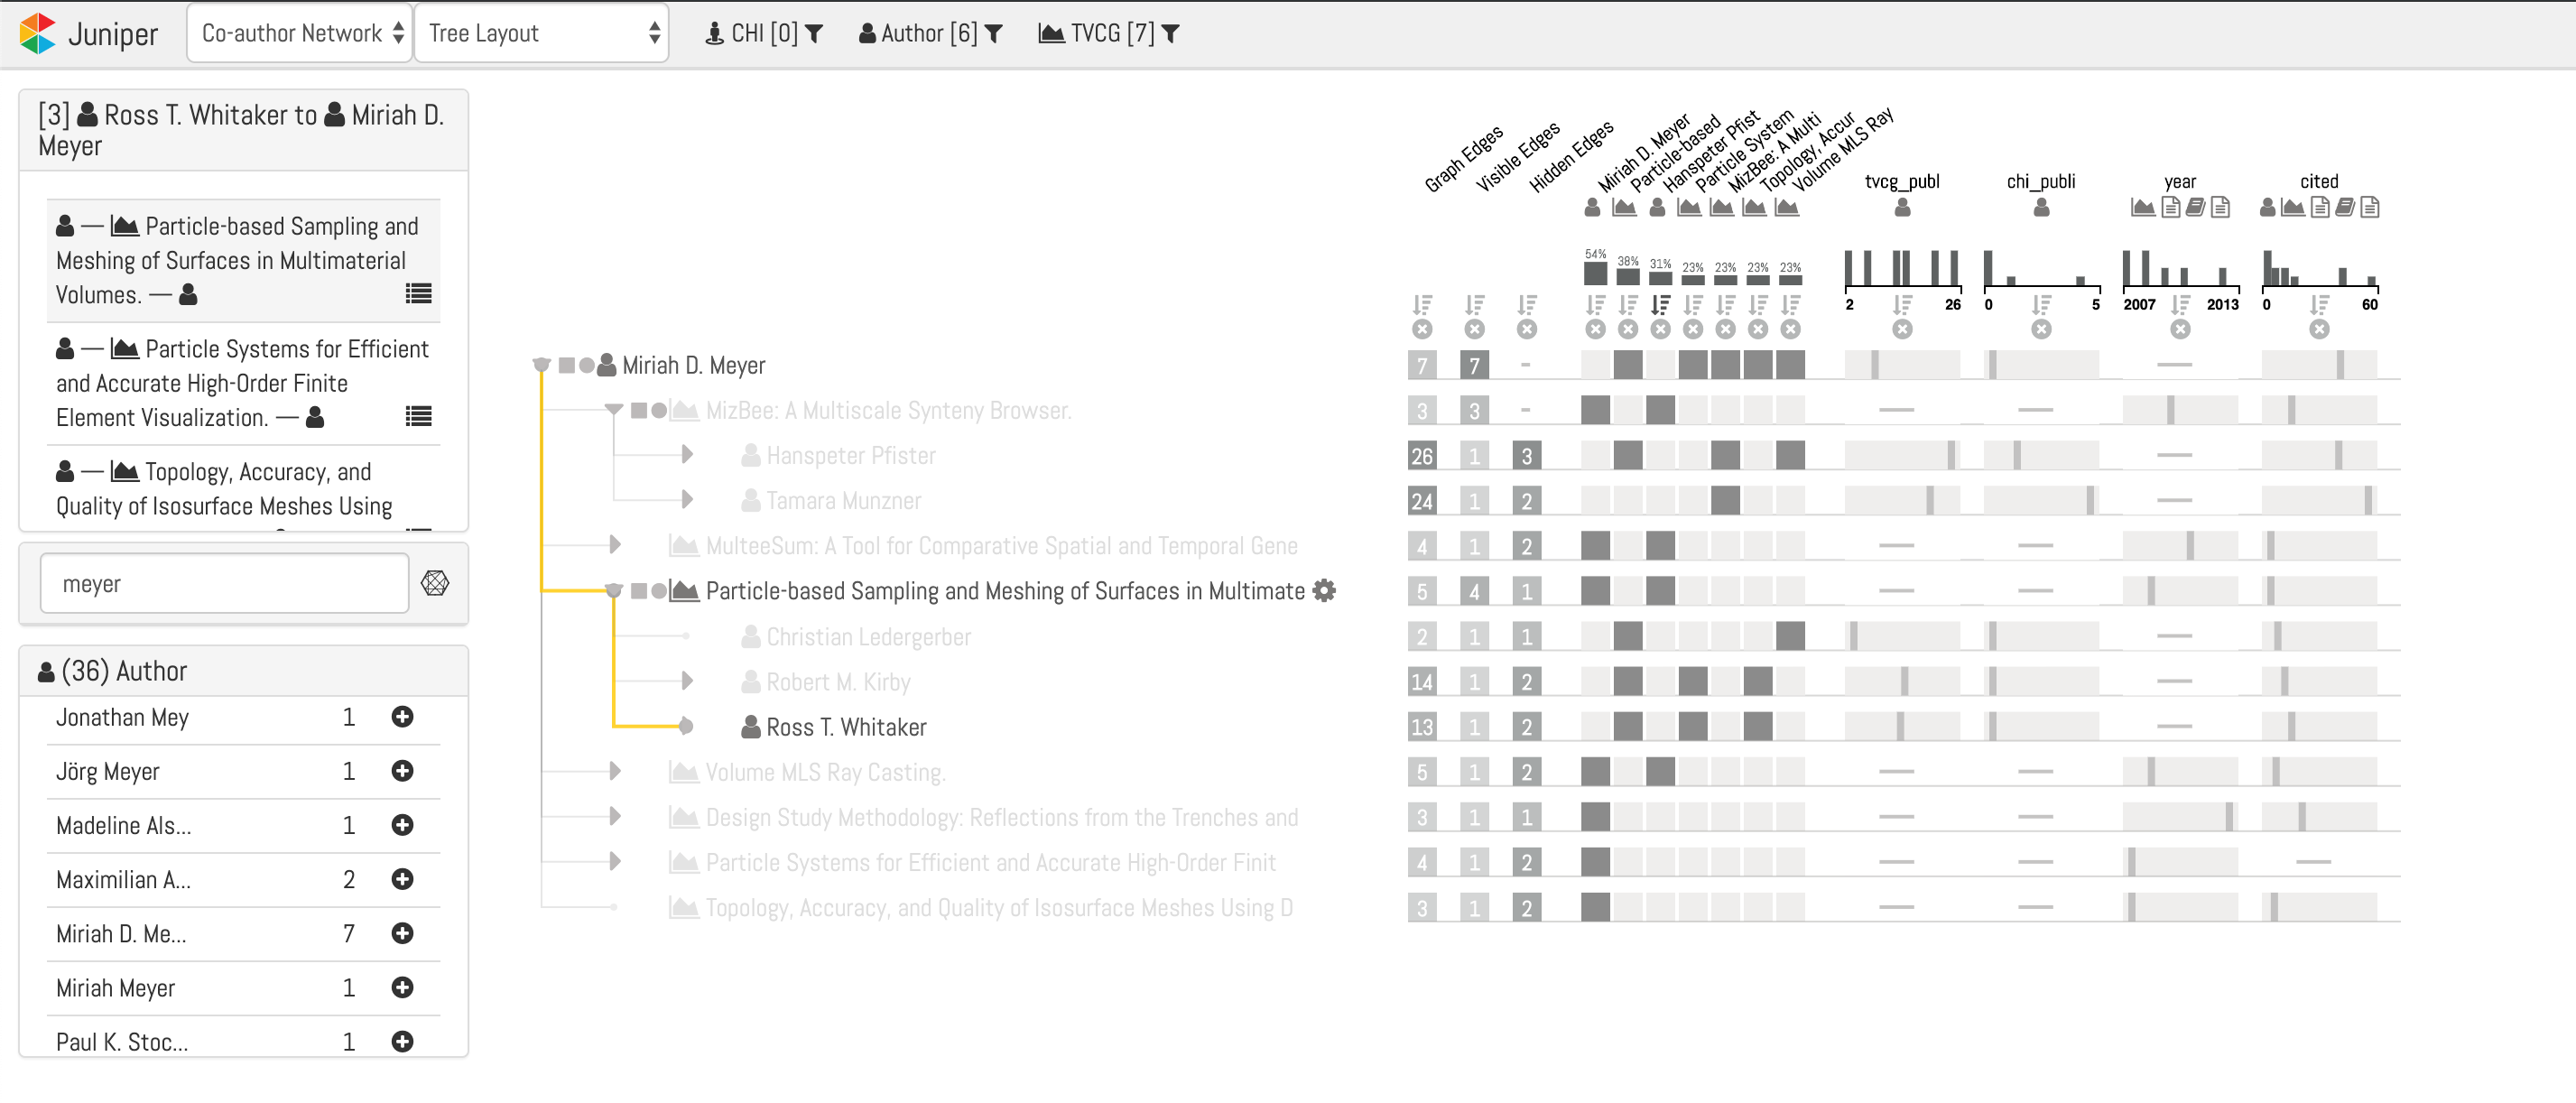 Juniper
Co-author Network
Tree Layout
CHI [0]
Author [6]
TVCG [7]
[3] Ross T. Whitaker to Miriah D.
Meyer
— Particle-based Sampling and
Meshing of Surfaces in Multimaterial
Volumes. —
— Particle Systems for Efficient
and Accurate High-Order Finite
Element Visualization. —
— Topology, Accuracy, and
Quality of Isosurface Meshes Using
meyer
(36) Author
Jonathan Mey 1
Jörg Meyer 1
Madeline Als... 1
Maximilian A... 2
Miriah D. Me... 7
Miriah Meyer 1
Paul K. Stoc... 1
Graph Edges
Visible Edges
Hidden Edges
Miriah D. Meyer
Particle-based
Hanspeter Pfist
Particle System
MizBee: A Multi
Topology, Accur
Volume MLS Ray
tvcg_publ
chi_publi
year
cited
54% 38% 31% 23% 23% 23% 23%
2 26 0 5 2007 2013 0 60
Miriah D. Meyer 7 7 -
MizBee: A Multiscale Synteny Browser. 3 3 -
Hanspeter Pfister 26 1 3
Tamara Munzner 24 1 2
MulteeSum: A Tool for Comparative Spatial and Temporal Gene 4 1 2
Particle-based Sampling and Meshing of Surfaces in Multimate 5 4 1
Christian Ledergerber 2 1 1
Robert M. Kirby 14 1 2
Ross T. Whitaker 13 1 2
Volume MLS Ray Casting. 5 1 2
Design Study Methodology: Reflections from the Trenches and 3 1 1
Particle Systems for Efficient and Accurate High-Order Finit 4 1 2
Topology, Accuracy, and Quality of Isosurface Meshes Using D 3 1 2